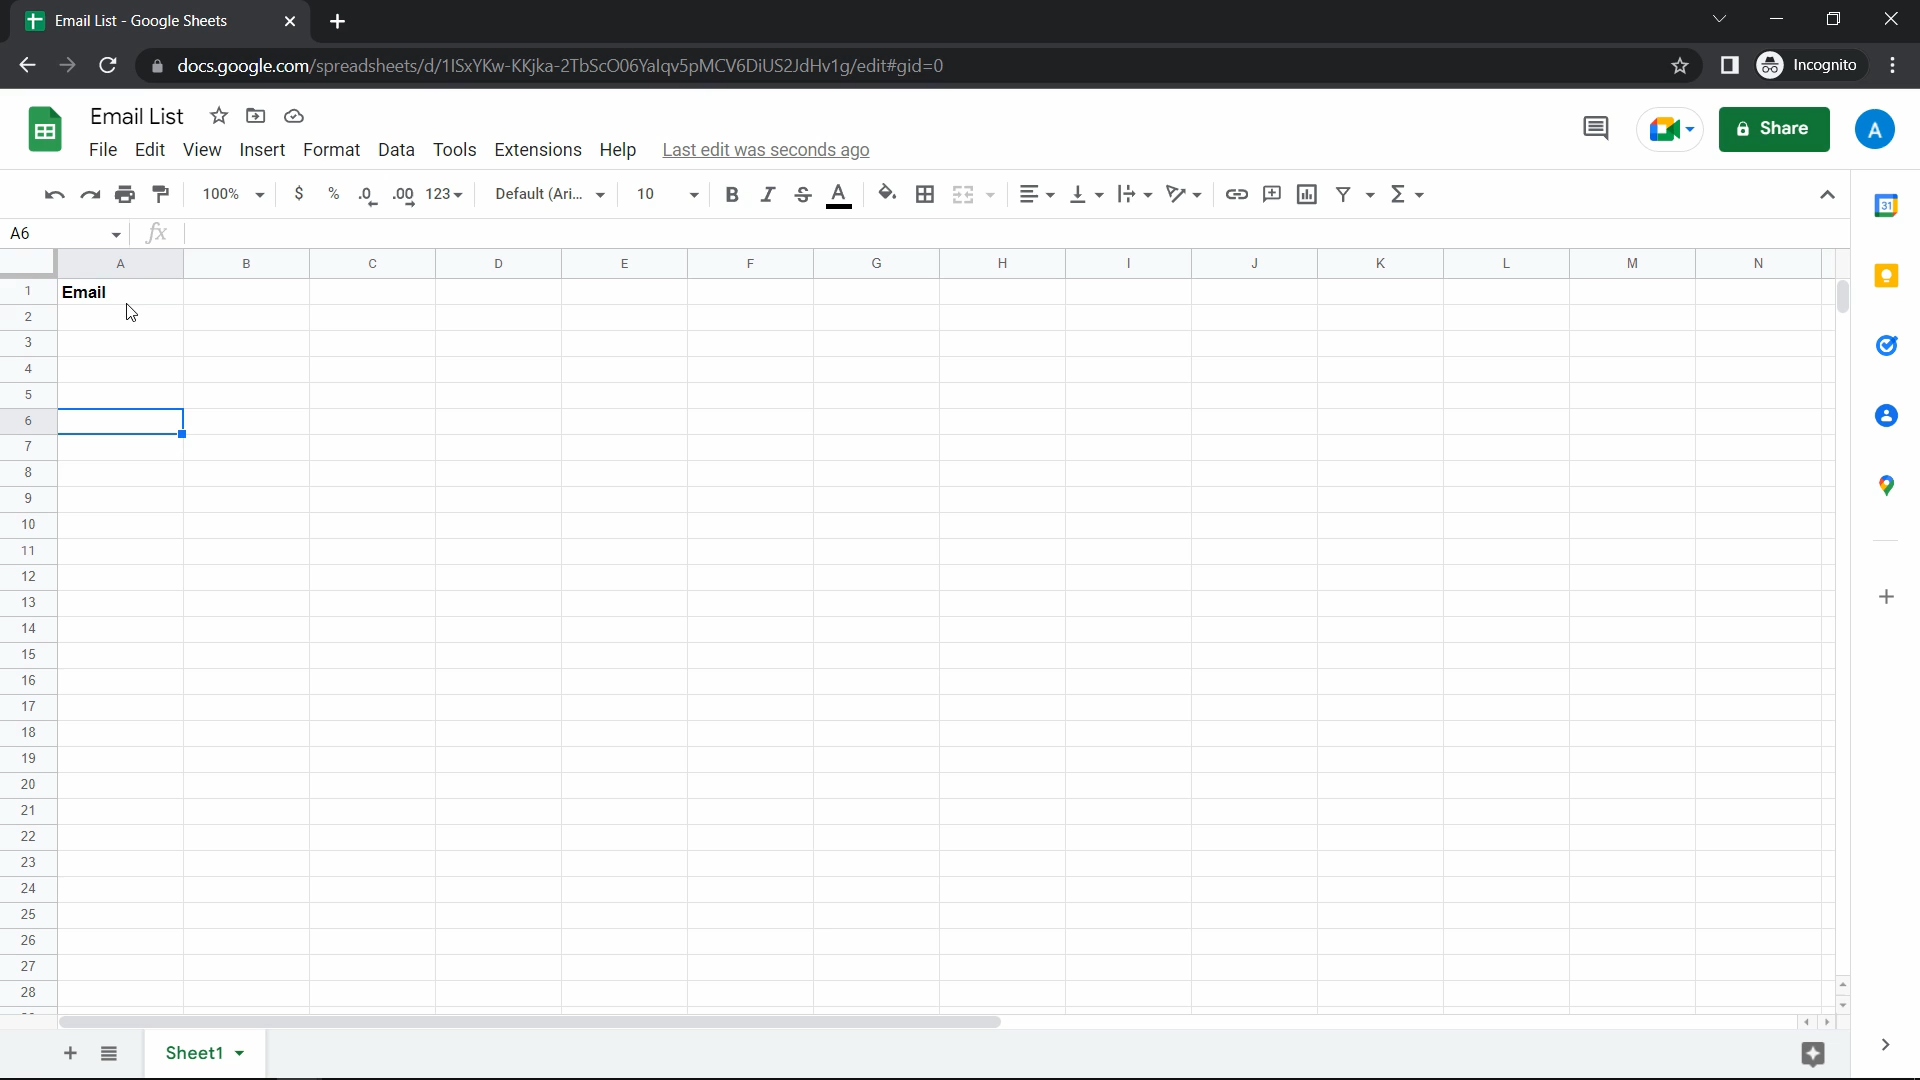 Email List - Google Sheets
docs.google.com/spreadsheets/d/1ISxYKw-KKjka-2TbScO06YaIqv5pMCV6DiUS2JdHv1g/edit#gid=0
Incognito
Email List
File Edit View Insert Format Data Tools Extensions Help Last edit was seconds ago
Share
A
100% $ % .0 .00 123 Default (Ari... 10 B I S A Σ
31
A6 fx
A B C D E F G H I J K L M N
1 Email
2
3
4
5
6
7
8
9
10
11
12
13
14
15
16
17
18
19
20
21
22
23
24
25
26
27
28
Sheet1